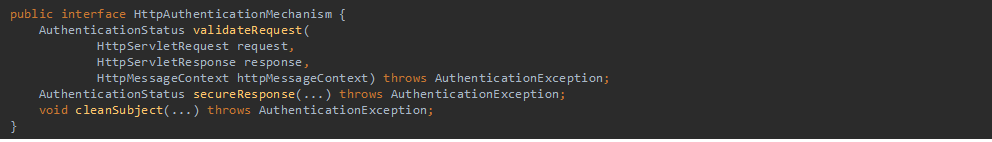 public interface HttpAuthenticationMechanism {
    AuthenticationStatus validateRequest(
            HttpServletRequest request,
            HttpServletResponse response,
            HttpMessageContext httpMessageContext) throws AuthenticationException;
    AuthenticationStatus secureResponse(...) throws AuthenticationException;
    void cleanSubject(...) throws AuthenticationException;
}